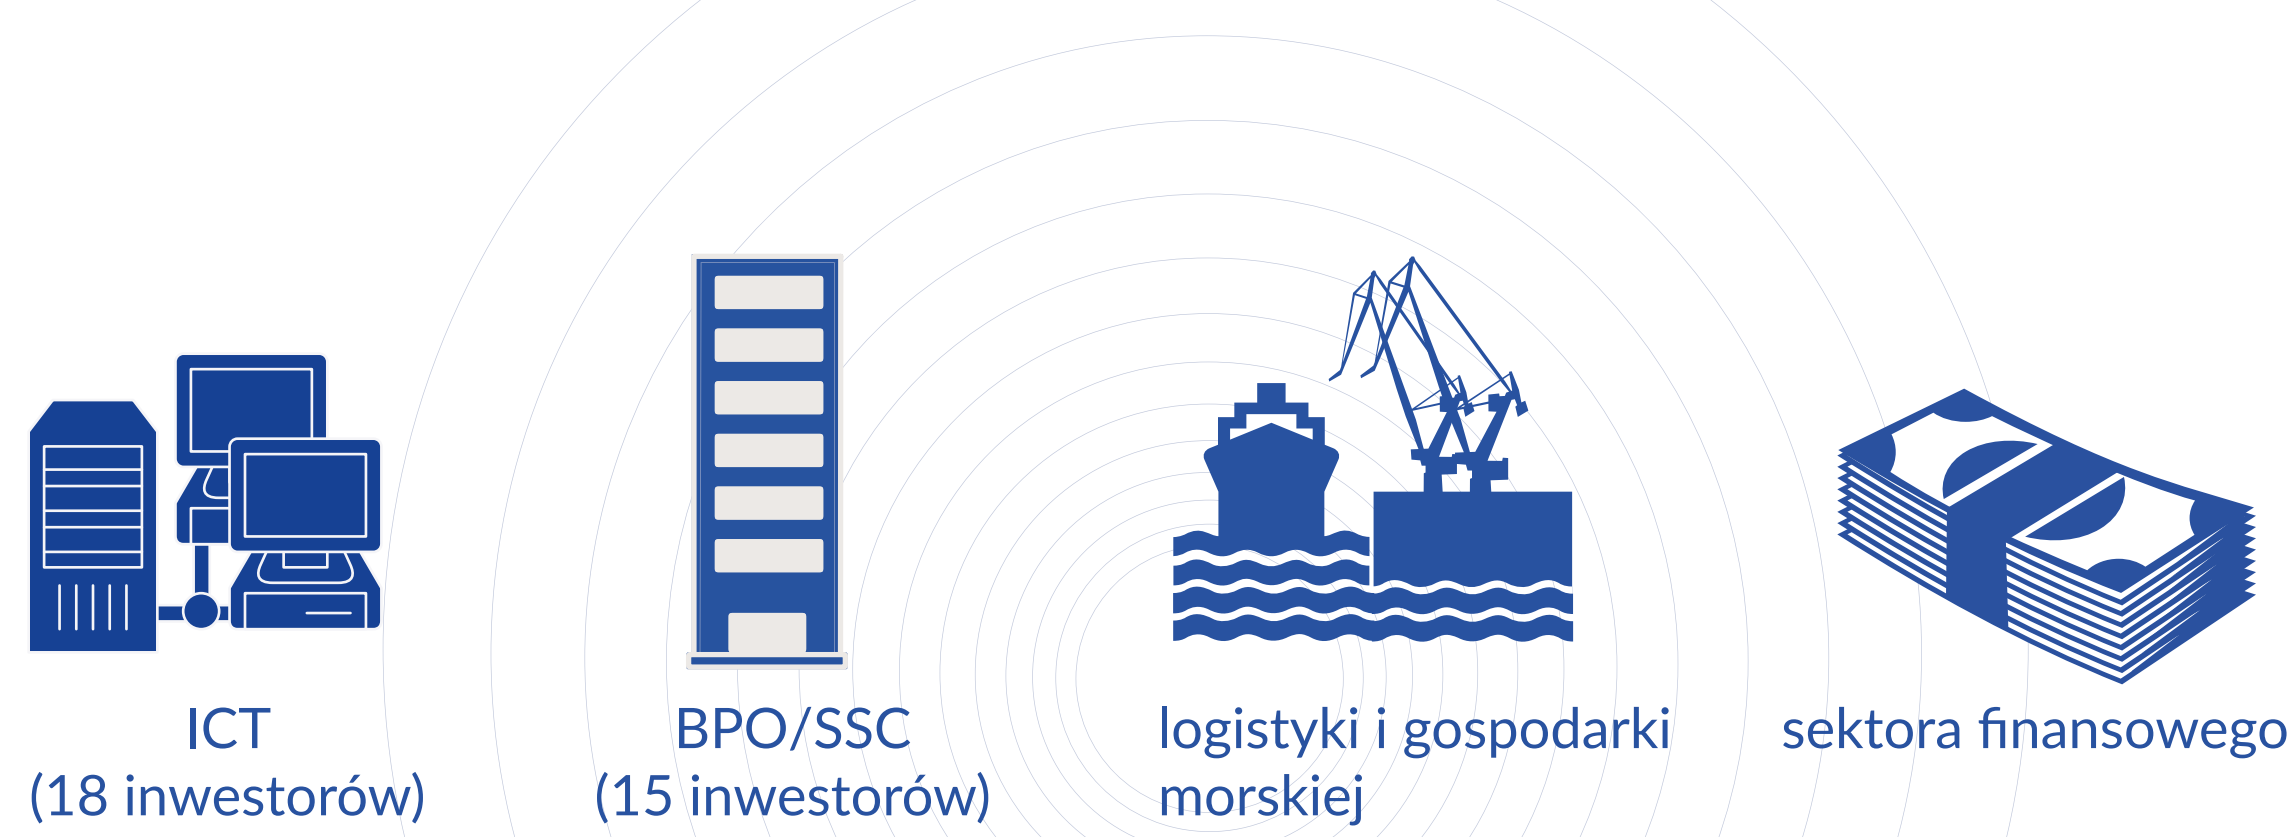 ICT
(18 inwestorów)
BPO/SSC
(15 inwestorów)
logistyki i gospodarki
morskiej
sektora finansowego